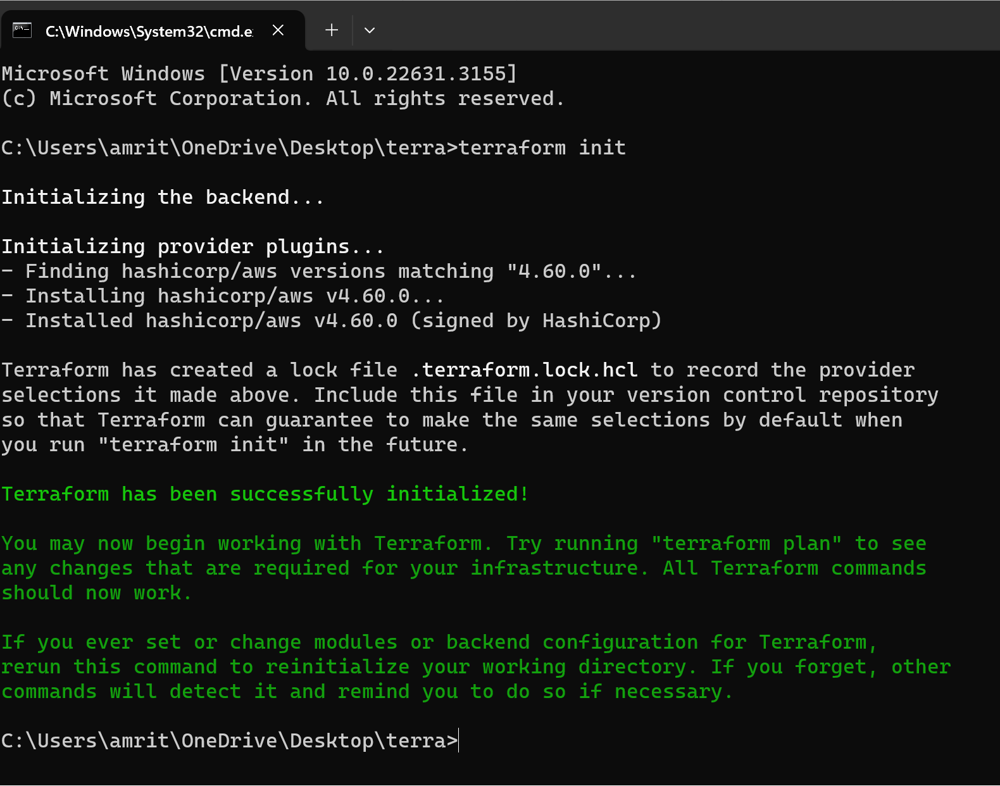 C:\Windows\System32\cmd.e
Microsoft Windows [Version 10.0.22631.3155]
(c) Microsoft Corporation. All rights reserved.
C:\Users\amrit\OneDrive\Desktop\terra>terraform init
Initializing the backend...
Initializing provider plugins...
- Finding hashicorp/aws versions matching "4.60.0"...
- Installing hashicorp/aws v4.60.0...
- Installed hashicorp/aws v4.60.0 (signed by HashiCorp)
Terraform has created a lock file .terraform.lock.hcl to record the provider
selections it made above. Include this file in your version control repository
so that Terraform can guarantee to make the same selections by default when
you run "terraform init" in the future.
Terraform has been successfully initialized!
You may now begin working with Terraform. Try running "terraform plan" to see
any changes that are required for your infrastructure. All Terraform commands
should now work.
If you ever set or change modules or backend configuration for Terraform,
rerun this command to reinitialize your working directory. If you forget, other
commands will detect it and remind you to do so if necessary.
C:\Users\amrit\OneDrive\Desktop\terra>